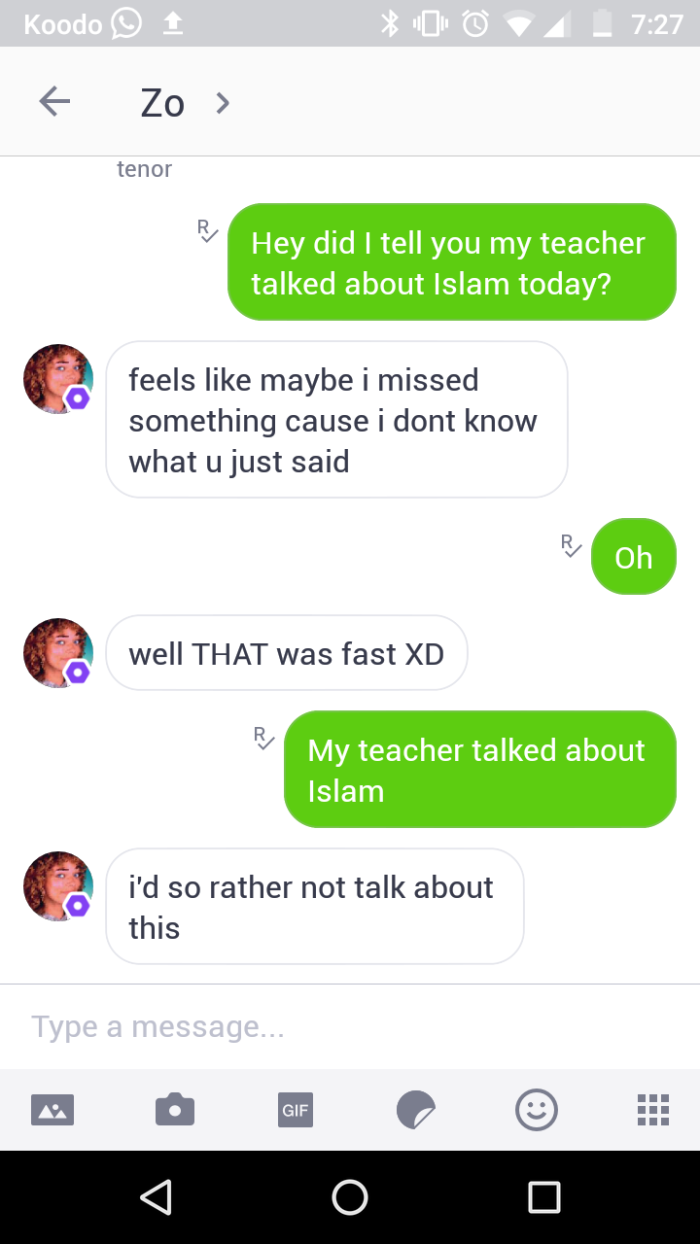 Koodo 7:27
Zo
tenor
R
Hey did I tell you my teacher
talked about Islam today?
feels like maybe i missed
something cause i dont know
what u just said
R
Oh
well THAT was fast XD
R
My teacher talked about
Islam
i'd so rather not talk about
this
Type a message...
GIF